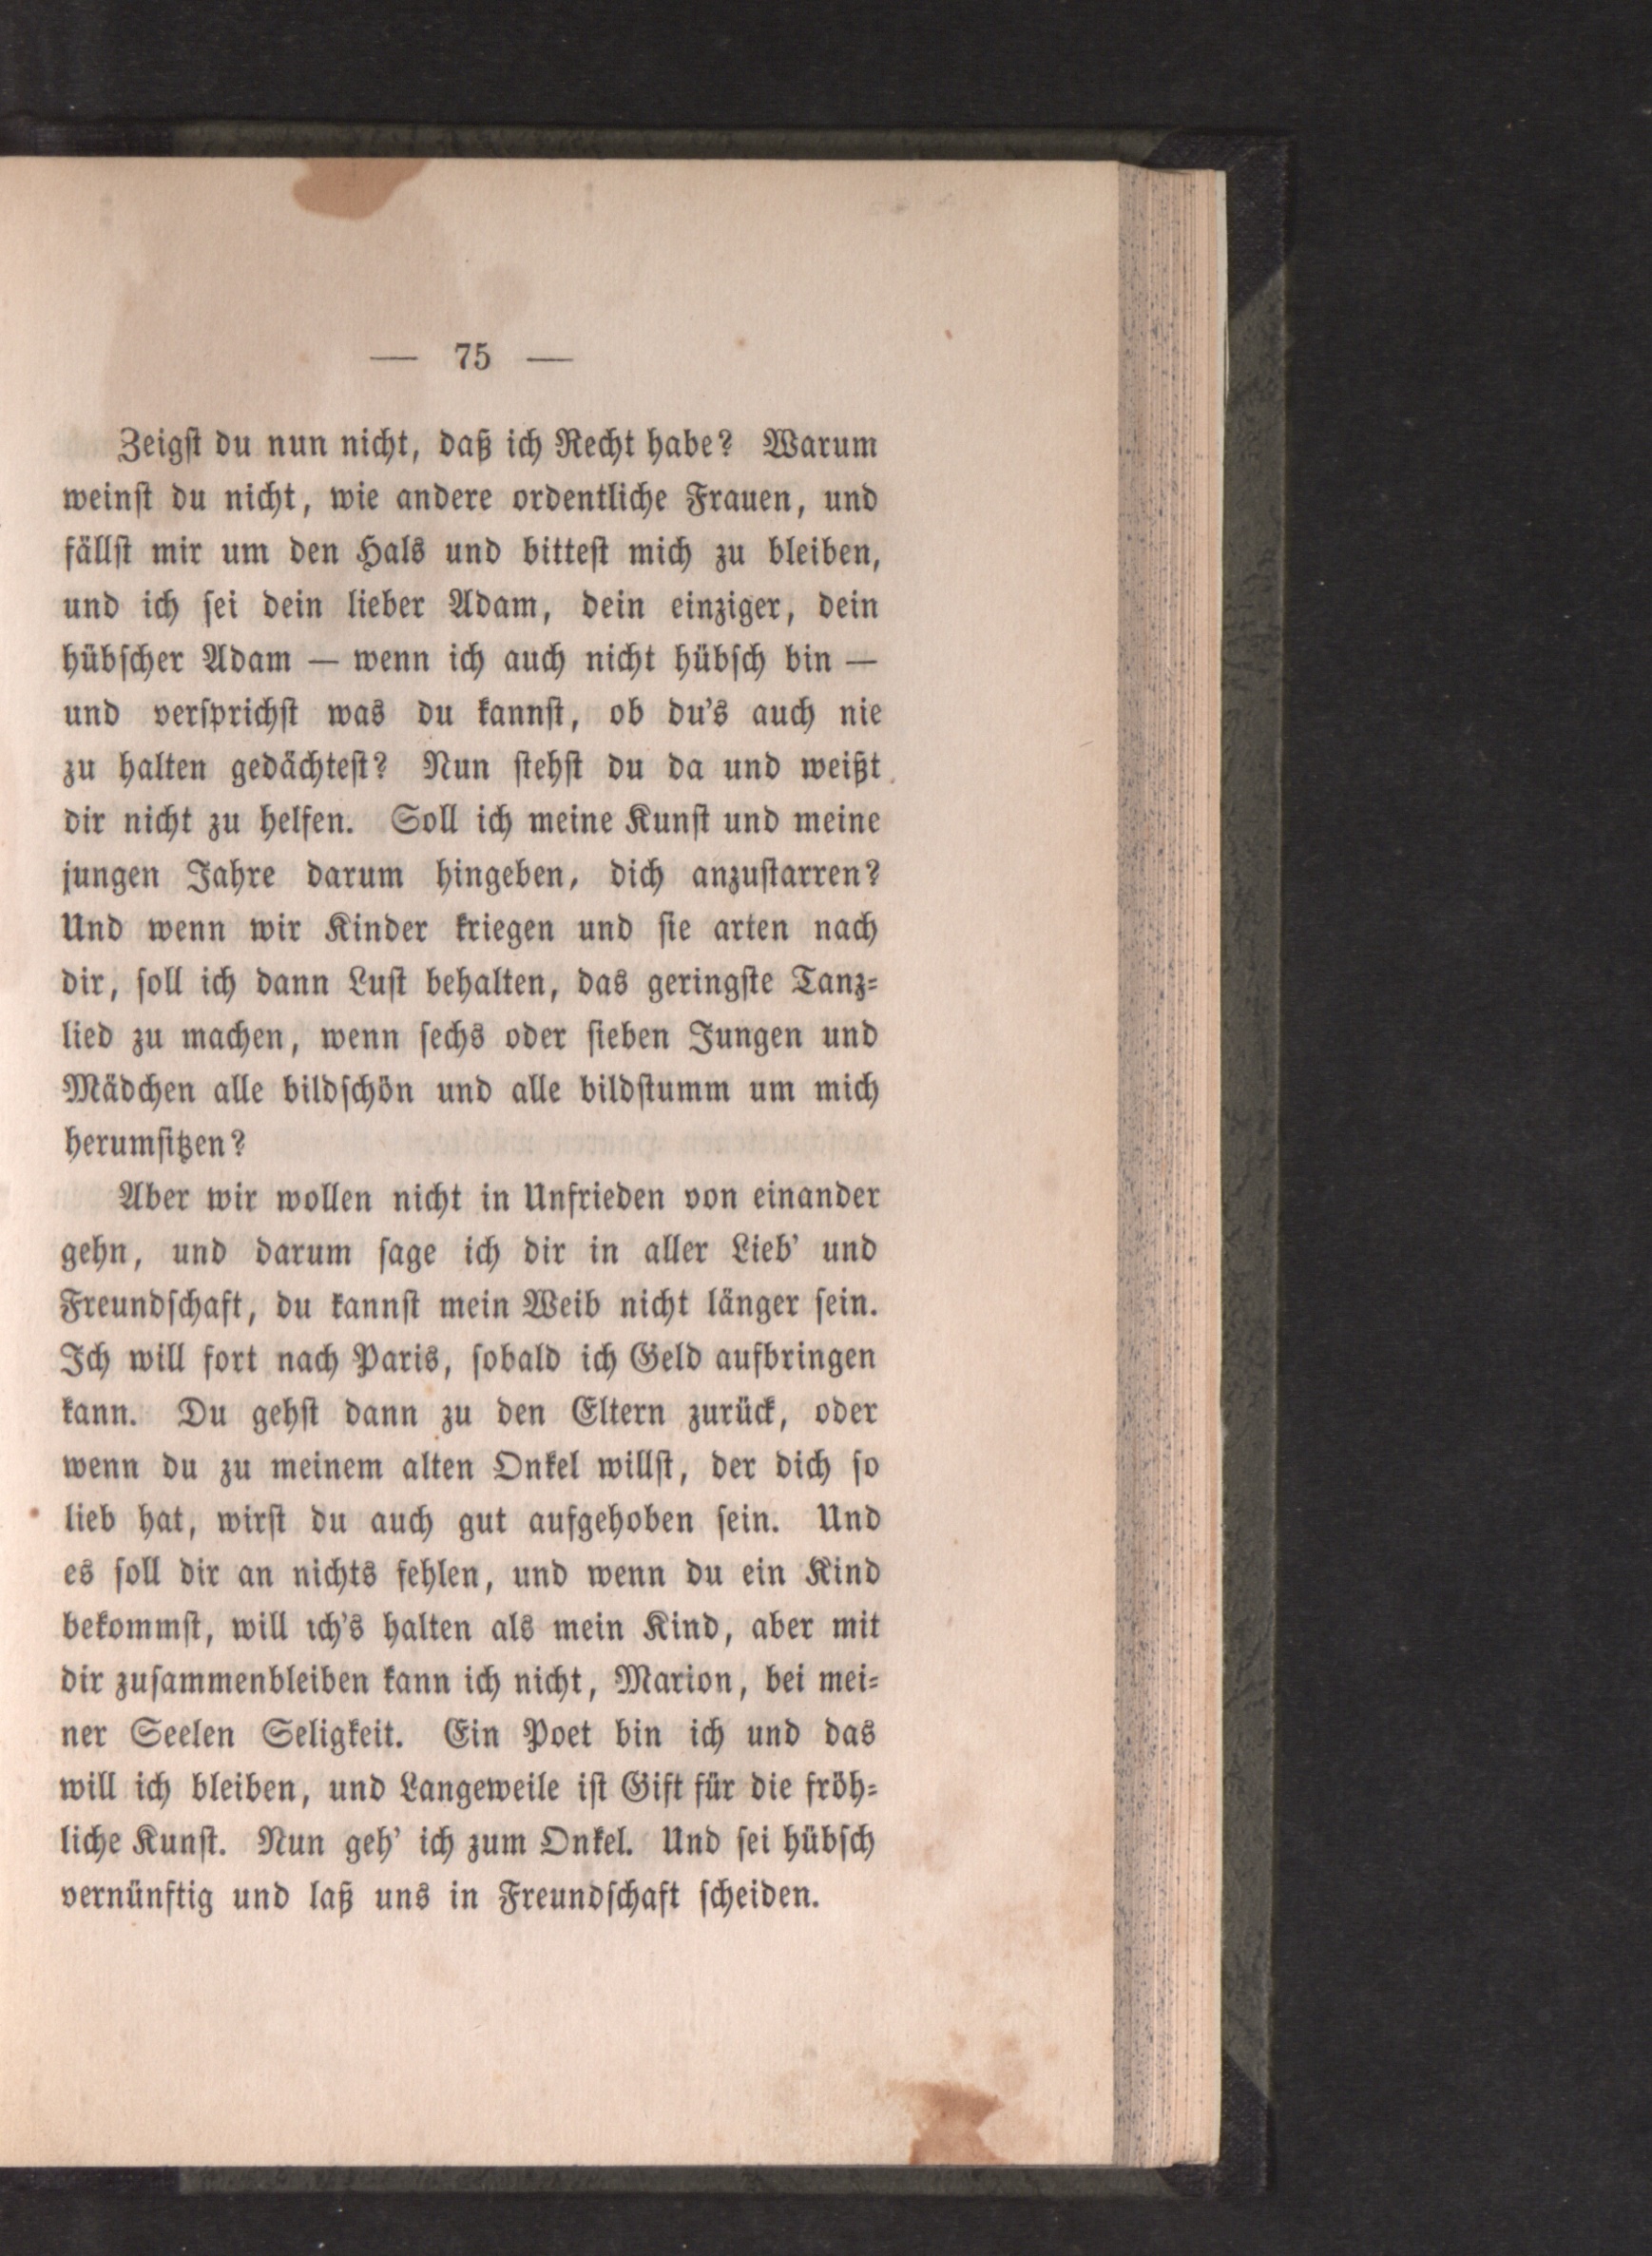 — 75 —
Zeigst du nun nicht, daß ich Recht habe? Warum
weinst du nicht, wie andere ordentliche Frauen, und
fällst mir um den Hals und bittest mich zu bleiben,
und ich sei dein lieber Adam, dein einziger, dein
hübscher Adam — wenn ich auch nicht hübsch bin —
und versprichst was du kannst, ob du's auch nie
zu halten gedächtest? Nun stehst du da und weißt
dir nicht zu helfen. Soll ich meine Kunst und meine
jungen Jahre darum hingeben, dich anzustarren?
Und wenn wir Kinder kriegen und sie arten nach
dir, soll ich dann Lust behalten, das geringste Tanz-
lied zu machen, wenn sechs oder sieben Jungen und
Mädchen alle bildschön und alle bildstumm um mich
herumsitzen?
Aber wir wollen nicht in Unfrieden von einander
gehn, und darum sage ich dir in aller Lieb' und
Freundschaft, du kannst mein Weib nicht länger sein.
Ich will fort nach Paris, sobald ich Geld aufbringen
kann. Du gehst dann zu den Eltern zurück, oder
wenn du zu meinem alten Onkel willst, der dich so
lieb hat, wirst du auch gut aufgehoben sein. Und
es soll dir an nichts fehlen, und wenn du ein Kind
bekommst, will ich's halten als mein Kind, aber mit
dir zusammenbleiben kann ich nicht, Marion, bei mei-
ner Seelen Seligkeit. Ein Poet bin ich und das
will ich bleiben, und Langeweile ist Gift für die fröh-
liche Kunst. Nun geh' ich zum Onkel. Und sei hübsch
vernünftig und laß uns in Freundschaft scheiden.